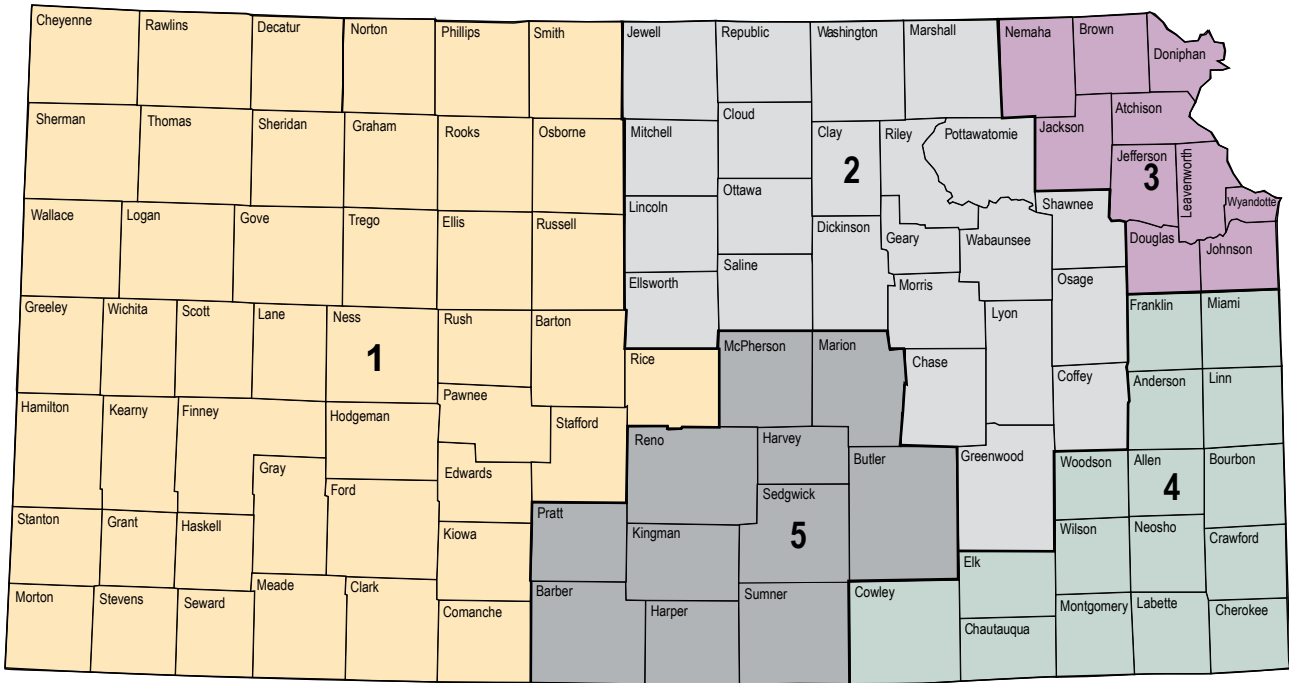 Cheyenne
Rawlins
Decatur
Norton
Phillips
Smith
Jewell
Republic
Washington
Marshall
Nemaha
Brown
Doniphan
Sherman
Thomas
Sheridan
Graham
Rooks
Osborne
Mitchell
Cloud
Clay
2
Riley
Pottawatomie
Jackson
Atchison
Jefferson
3
Leavenworth
Wyandotte
Wallace
Logan
Gove
Trego
Ellis
Russell
Lincoln
Ottawa
Dickinson
Geary
Wabaunsee
Shawnee
Douglas
Johnson
Ellsworth
Saline
Morris
Lyon
Osage
Franklin
Miami
Greeley
Wichita
Scott
Lane
Ness
1
Rush
Barton
Rice
McPherson
Marion
Chase
Coffey
Anderson
Linn
Hamilton
Kearny
Finney
Hodgeman
Pawnee
Stafford
Reno
Harvey
Butler
Greenwood
Woodson
Allen
4
Bourbon
Gray
Ford
Edwards
Sedgwick
5
Stanton
Grant
Haskell
Kiowa
Pratt
Kingman
Wilson
Neosho
Crawford
Elk
Morton
Stevens
Seward
Meade
Clark
Comanche
Barber
Harper
Sumner
Cowley
Chautauqua
Montgomery
Labette
Cherokee